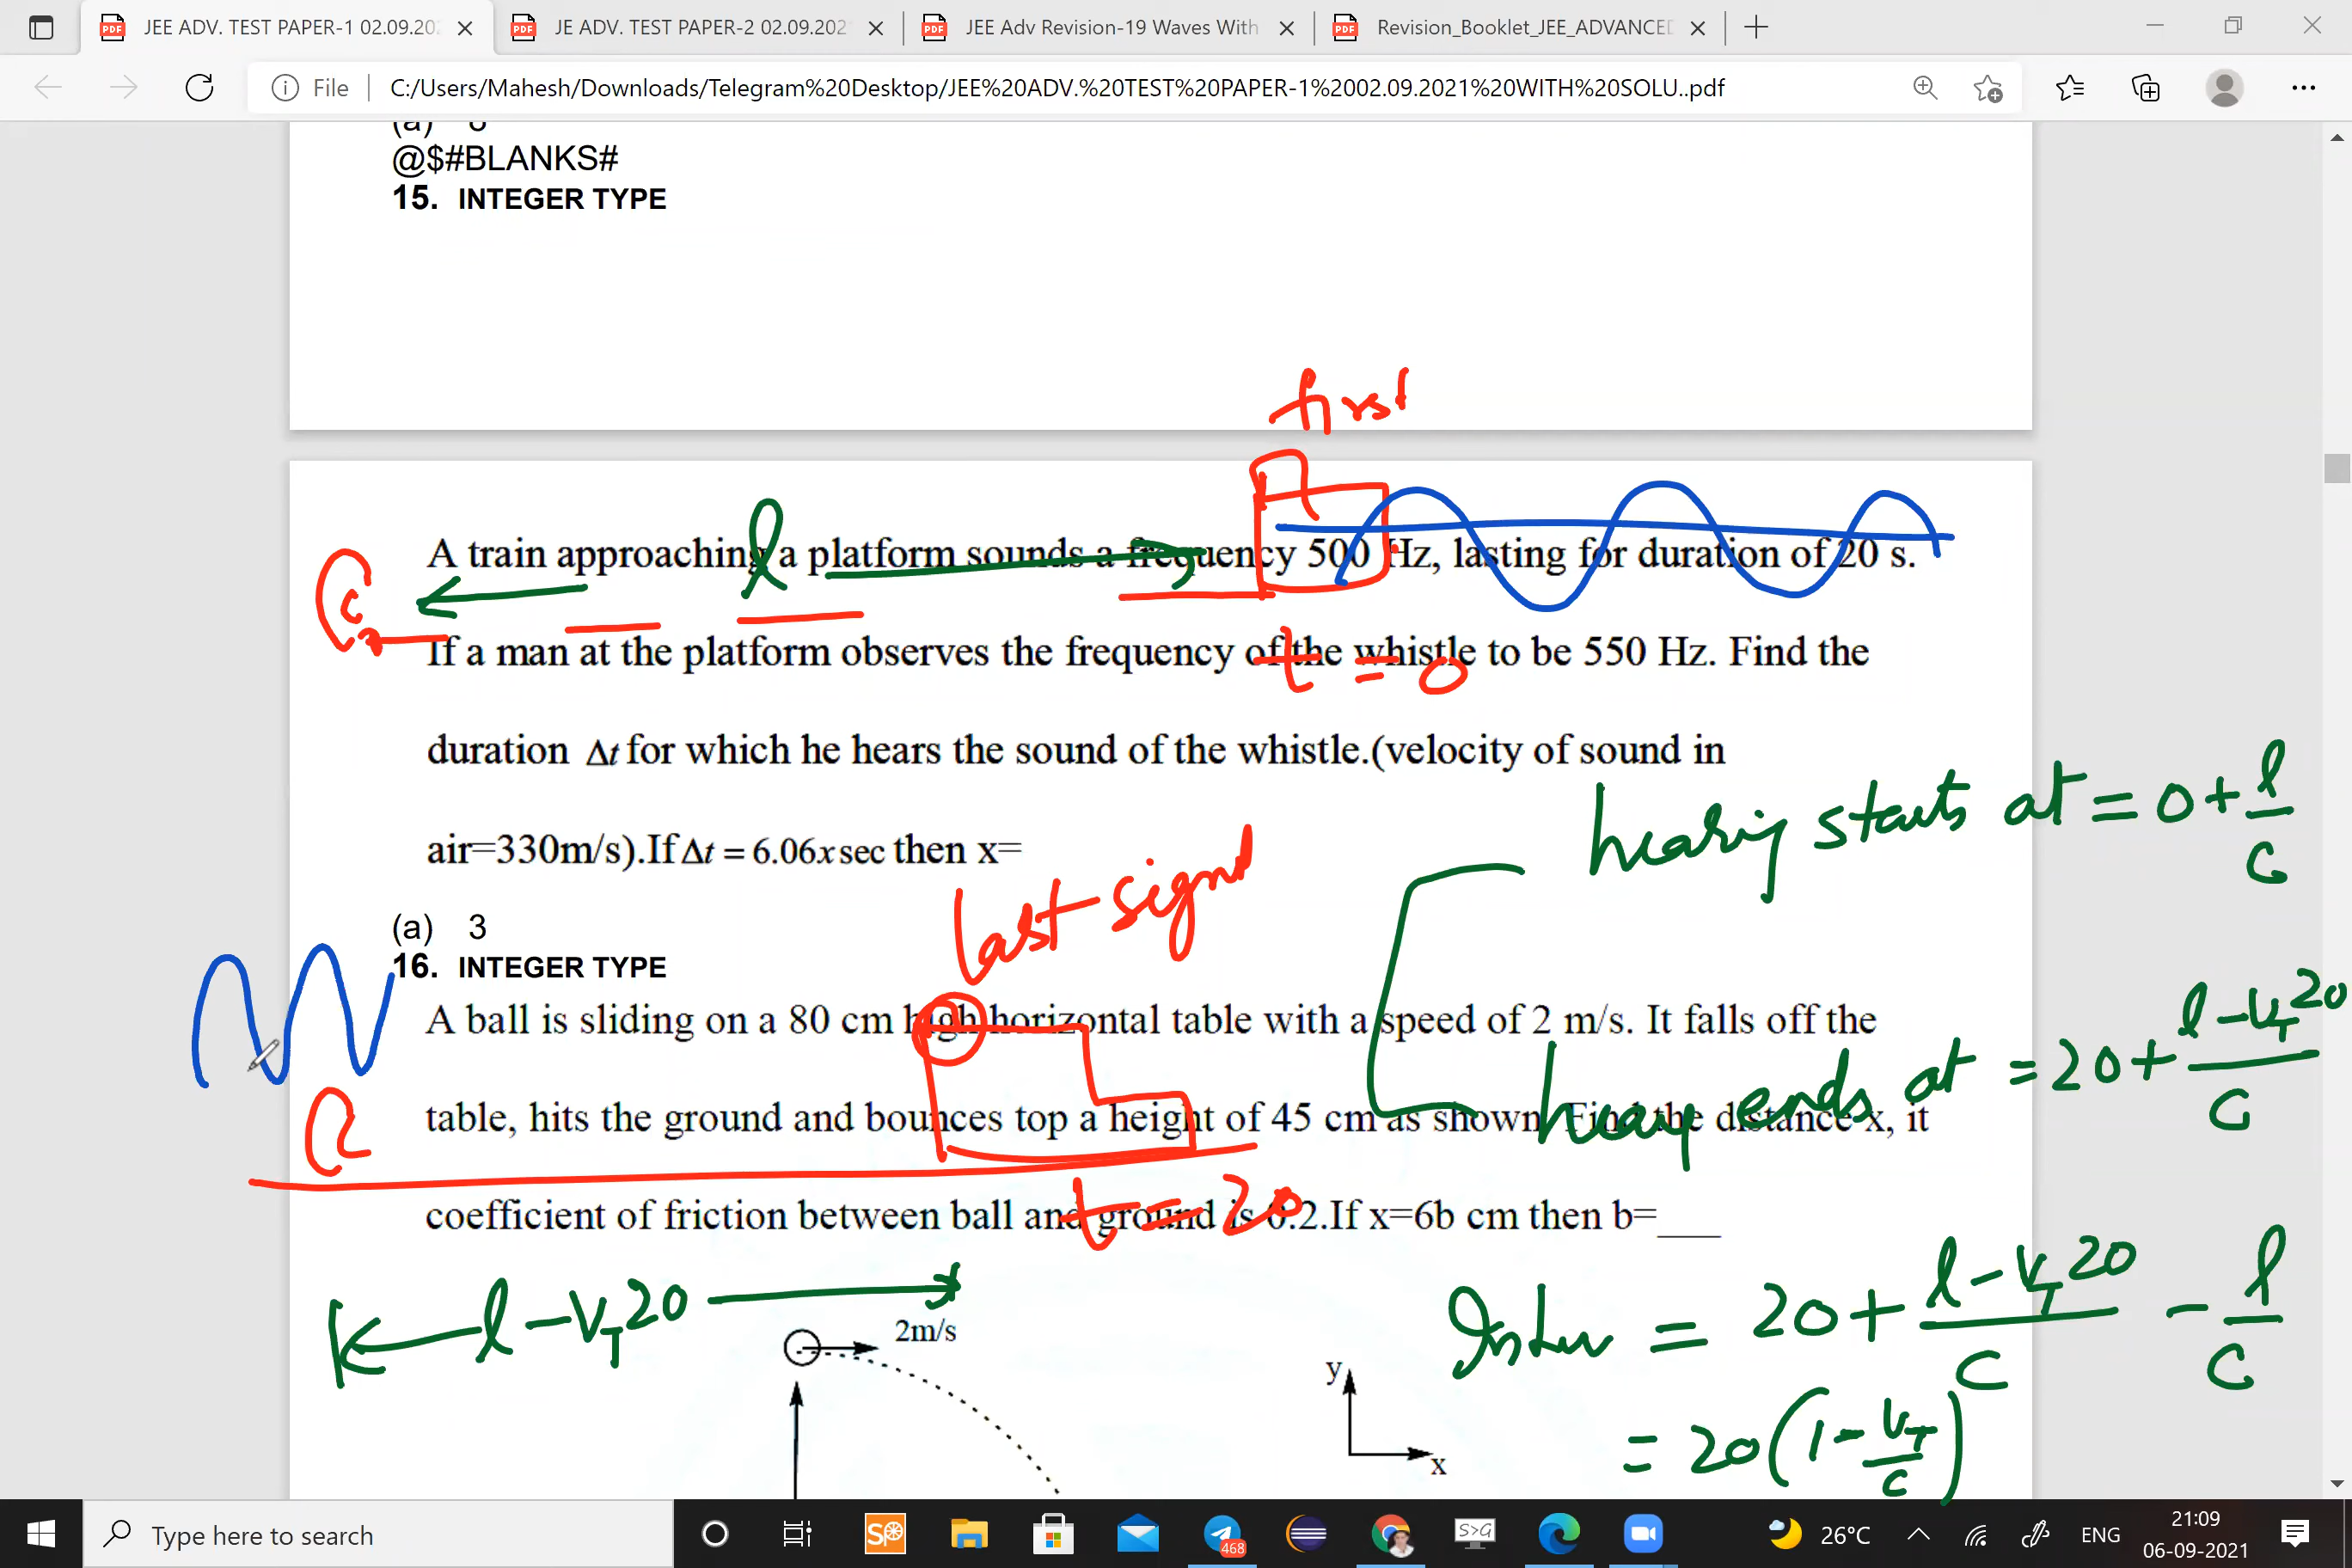 JEE ADV. TEST PAPER-1 02.09.202
JE ADV. TEST PAPER-2 02.09.202
JEE Adv Revision-19 Waves With
Revision_Booklet_JEE_ADVANCED
File
C:/Users/Mahesh/Downloads/Telegram%20Desktop/JEE%20ADV.%20TEST%20PAPER-1%2002.09.2021%20WITH%20SOLU..pdf
(a)
@$#BLANKS#
15. INTEGER TYPE
first
l
A train approaching a platform sounds a frequency 500 Hz, lasting for duration of 20 s.
If a man at the platform observes the frequency of the whistle to be 550 Hz. Find the
t = 0
duration Δt for which he hears the sound of the whistle.(velocity of sound in
hearing starts at = 0 + l/c
air=330m/s).If Δt = 6.06x sec then x=
last signal
(a) 3
16. INTEGER TYPE
A ball is sliding on a 80 cm high horizontal table with a speed of 2 m/s. It falls off the
hear ends at = 20 + l-v_T20/c
table, hits the ground and bounces top a height of 45 cm as shown. Find the distance x, it
coefficient of friction between ball and ground is 0.2.If x=6b cm then b=____
t = 20
l-v_T20
2m/s
= 20 + l-v_T20/c - l/c
y
x
= 20(1 - v_T/c)
Type here to search
SP
468
S>G
26°C
ENG
21:09
06-09-2021